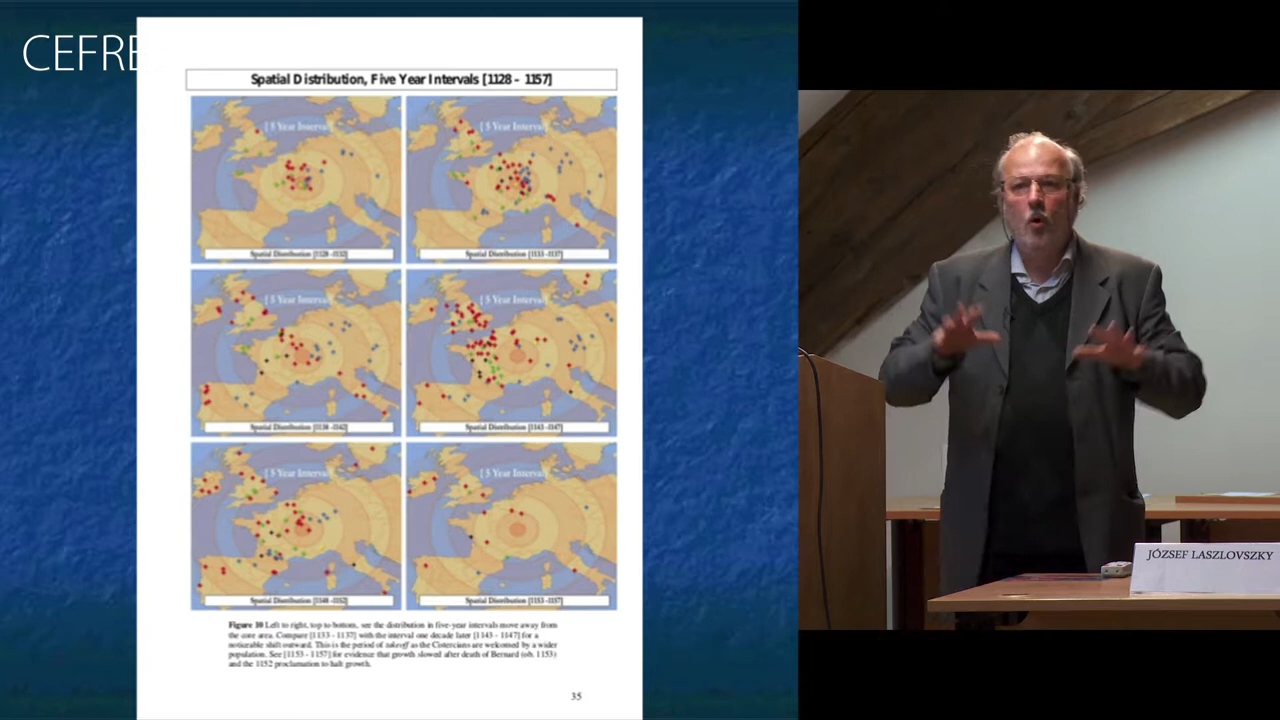 CEFRE
Spatial Distribution, Five Year Intervals [1128 – 1157]
[ 5 Year Interval]
[ 5 Year Interval]
Spatial Distribution [1128 -1132]
Spatial Distribution [1133 -1137]
[ 5 Year Interval]
[ 5 Year Interval]
Spatial Distribution [1138 -1142]
Spatial Distribution [1143 -1147]
[ 5 Year Interval]
[ 5 Year Interval]
Spatial Distribution [1148 -1152]
Spatial Distribution [1153 -1157]
Figure 10 Left to right, top to bottom, see the distribution in five-year intervals move away from
the core area. Compare [1133 - 1137] with the interval one decade later [1143 - 1147] for a
noticeable shift outward. This is the period of takeoff as the Cistercians are welcomed by a wider
population. See [1153 - 1157] for evidence that growth slowed after death of Bernard (ob. 1153)
and the 1152 proclamation to halt growth.
35
JÓZSEF LASZLOVSZKY